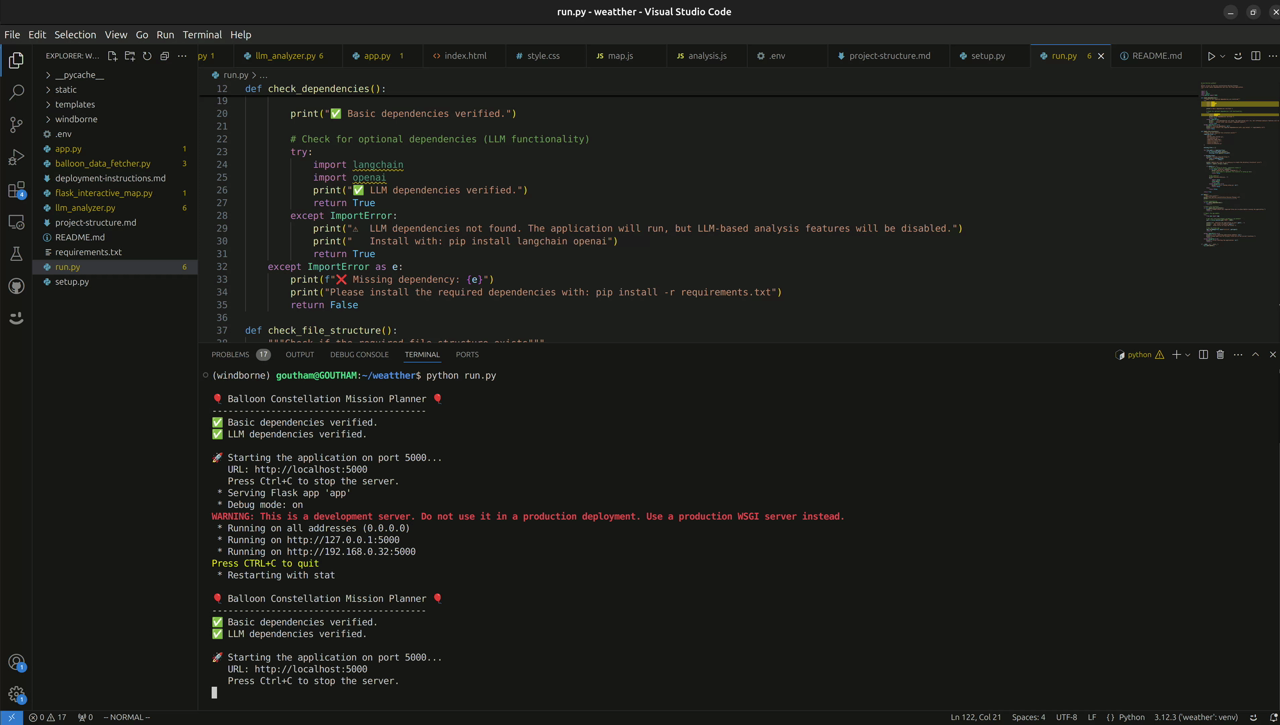 run.py - weatther - Visual Studio Code
File Edit Selection View Go Run Terminal Help
EXPLORER: W...
py 1 llm_analyzer.py 6 app.py 1 index.html style.css map.js analysis.js .env project-structure.md setup.py run.py 6 README.md
__pycache__
static
templates
windborne
.env
app.py 1
balloon_data_fetcher.py 3
deployment-instructions.md
flask_interactive_map.py 1
llm_analyzer.py 6
project-structure.md
README.md
requirements.txt
run.py 6
setup.py
run.py > ...
12 def check_dependencies():
19
20 print("✅ Basic dependencies verified.")
21
22 # Check for optional dependencies (LLM functionality)
23 try:
24 import langchain
25 import openai
26 print("✅ LLM dependencies verified.")
27 return True
28 except ImportError:
29 print("⚠ LLM dependencies not found. The application will run, but LLM-based analysis features will be disabled.")
30 print("   Install with: pip install langchain openai")
31 return True
32 except ImportError as e:
33 print(f"❌ Missing dependency: {e}")
34 print("Please install the required dependencies with: pip install -r requirements.txt")
35 return False
36
37 def check_file_structure():
"""Check if the required file structure exists"""
PROBLEMS 17 OUTPUT DEBUG CONSOLE TERMINAL PORTS
python
(windborne) goutham@GOUTHAM:~/weatther$ python run.py
🎈 Balloon Constellation Mission Planner 🎈
----------------------------------------
✅ Basic dependencies verified.
✅ LLM dependencies verified.
🚀 Starting the application on port 5000...
URL: http://localhost:5000
Press Ctrl+C to stop the server.
* Serving Flask app 'app'
* Debug mode: on
WARNING: This is a development server. Do not use it in a production deployment. Use a production WSGI server instead.
* Running on all addresses (0.0.0.0)
* Running on http://127.0.0.1:5000
* Running on http://192.168.0.32:5000
Press CTRL+C to quit
* Restarting with stat
🎈 Balloon Constellation Mission Planner 🎈
----------------------------------------
✅ Basic dependencies verified.
✅ LLM dependencies verified.
🚀 Starting the application on port 5000...
URL: http://localhost:5000
Press Ctrl+C to stop the server.
4
1
1
0 17 0 -- NORMAL -- Ln 122, Col 21 Spaces: 4 UTF-8 LF {} Python 3.12.3 ('weather': venv)